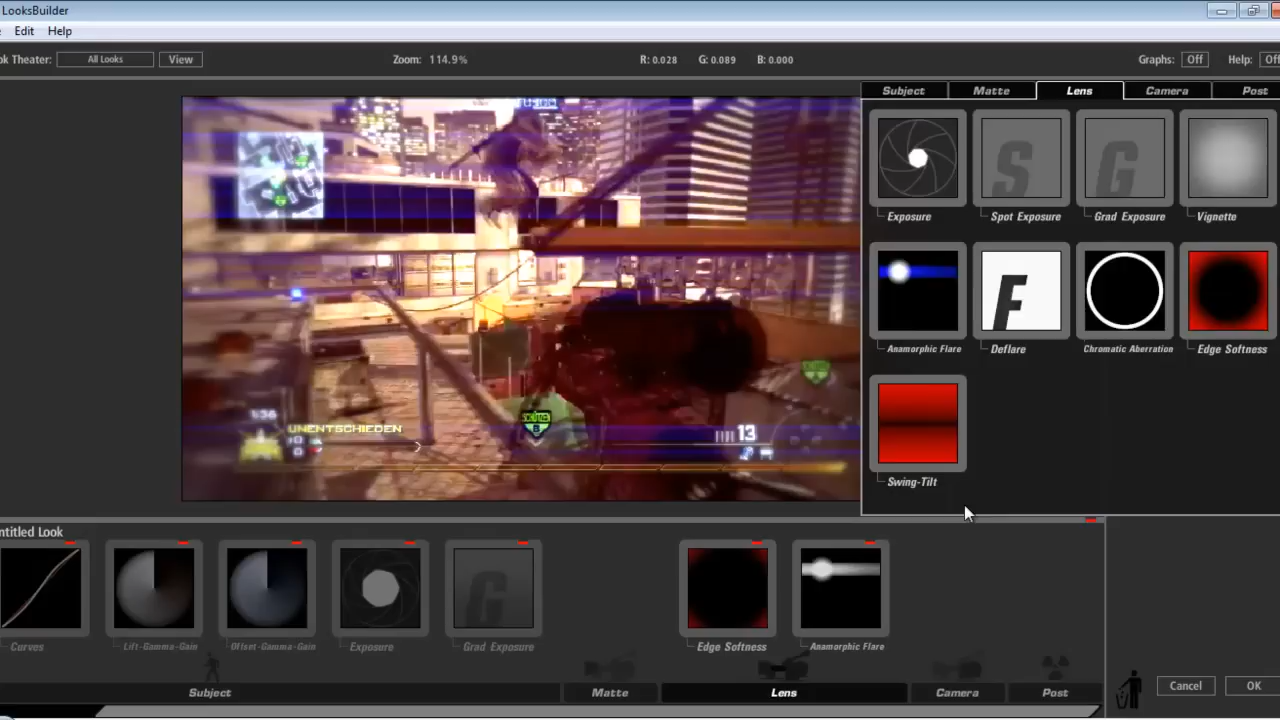 LooksBuilder
Edit Help
ok Theater: All Looks View Zoom: 114.9% R: 0.028 G: 0.089 B: 0.000 Graphs: Off Help: Off
Subject Matte Lens Camera Post
S G
Exposure Spot Exposure Grad Exposure Vignette
F
Anamorphic Flare Deflare Chromatic Aberration Edge Softness
Swing-Tilt
1:36
UNENTSCHIEDEN
SCHÜTZEN
B
13
ntitled Look
G
Curves Lift-Gamma-Gain Offset-Gamma-Gain Exposure Grad Exposure Edge Softness Anamorphic Flare
Subject Matte Lens Camera Post
Cancel OK